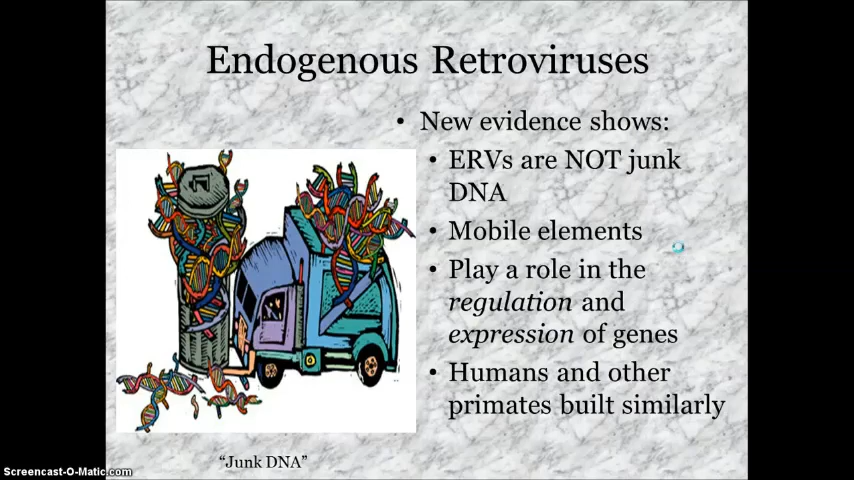 Endogenous Retroviruses
• New evidence shows:
• ERVs are NOT junk
DNA
• Mobile elements
• Play a role in the
regulation and
expression of genes
• Humans and other
primates built similarly
“Junk DNA”
Screencast-O-Matic.com